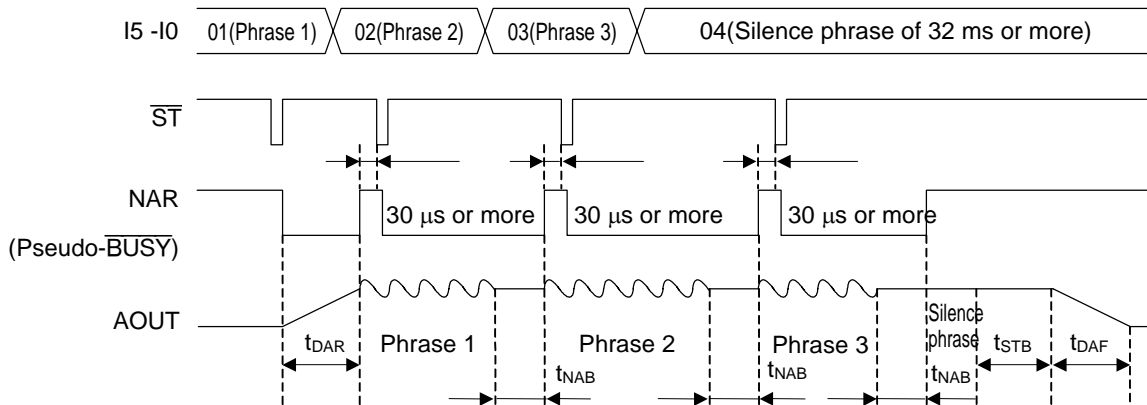 I5 -I0
01(Phrase 1)
02(Phrase 2)
03(Phrase 3)
04(Silence phrase of 32 ms or more)
ST
NAR
30 μs or more
30 μs or more
30 μs or more
(Pseudo-BUSY)
AOUT
Silence
phrase
tDAR
Phrase 1
Phrase 2
Phrase 3
tSTB
tDAF
tNAB
tNAB
tNAB